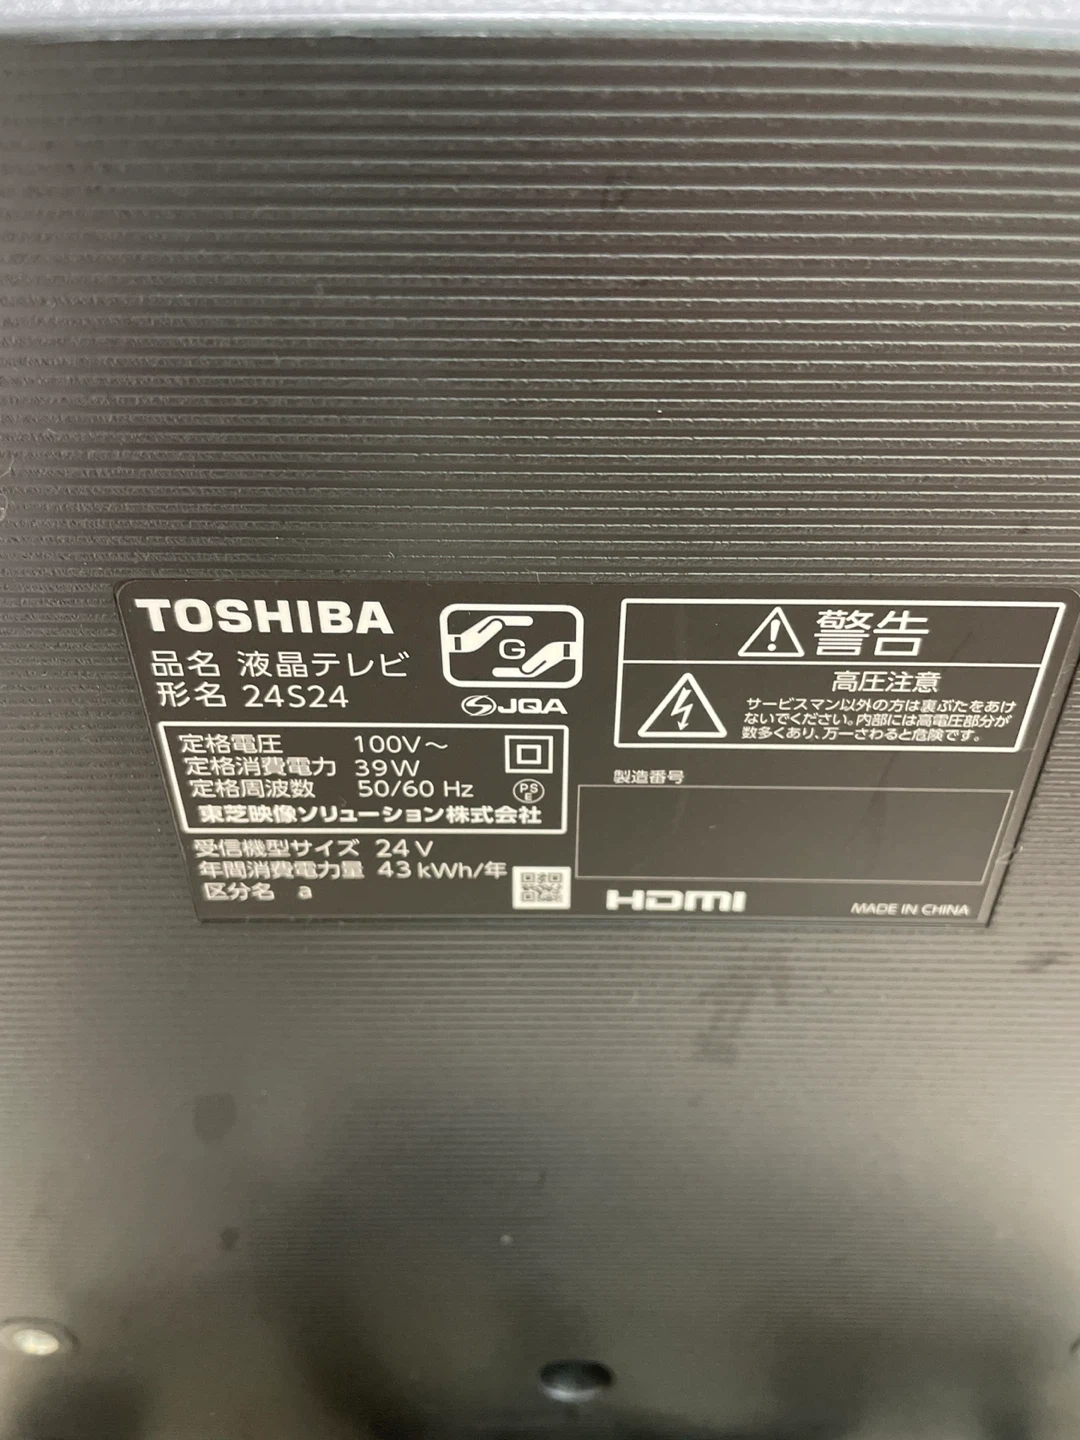 TOSHIBA
品名 液晶テレビ
形名 24S24
G
JQA
定格電圧 100V～
定格消費電力 39W
定格周波数 50/60 Hz
PS
E
東芝映像ソリューション株式会社
受信機型サイズ 24V
年間消費電力量 43kWh/年
区分名 a
警告
高圧注意
サービスマン以外の方は裏ぶたをあけ
ないでください。内部には高電圧部分が
数多くあり、万一さわると危険です。
製造番号
HDMI
MADE IN CHINA